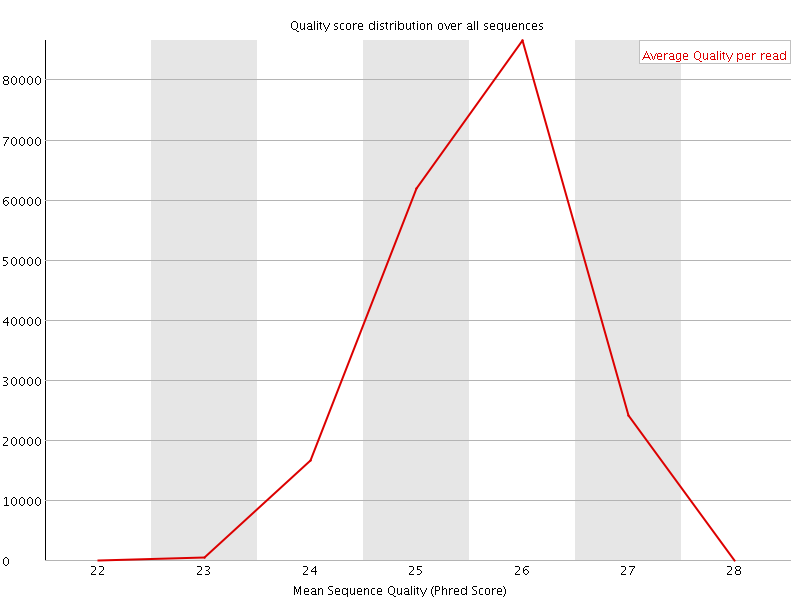 Quality score distribution over all sequences
Average Quality per read
80000
70000
60000
50000
40000
30000
20000
10000
0
22 23 24 25 26 27 28
Mean Sequence Quality (Phred Score)